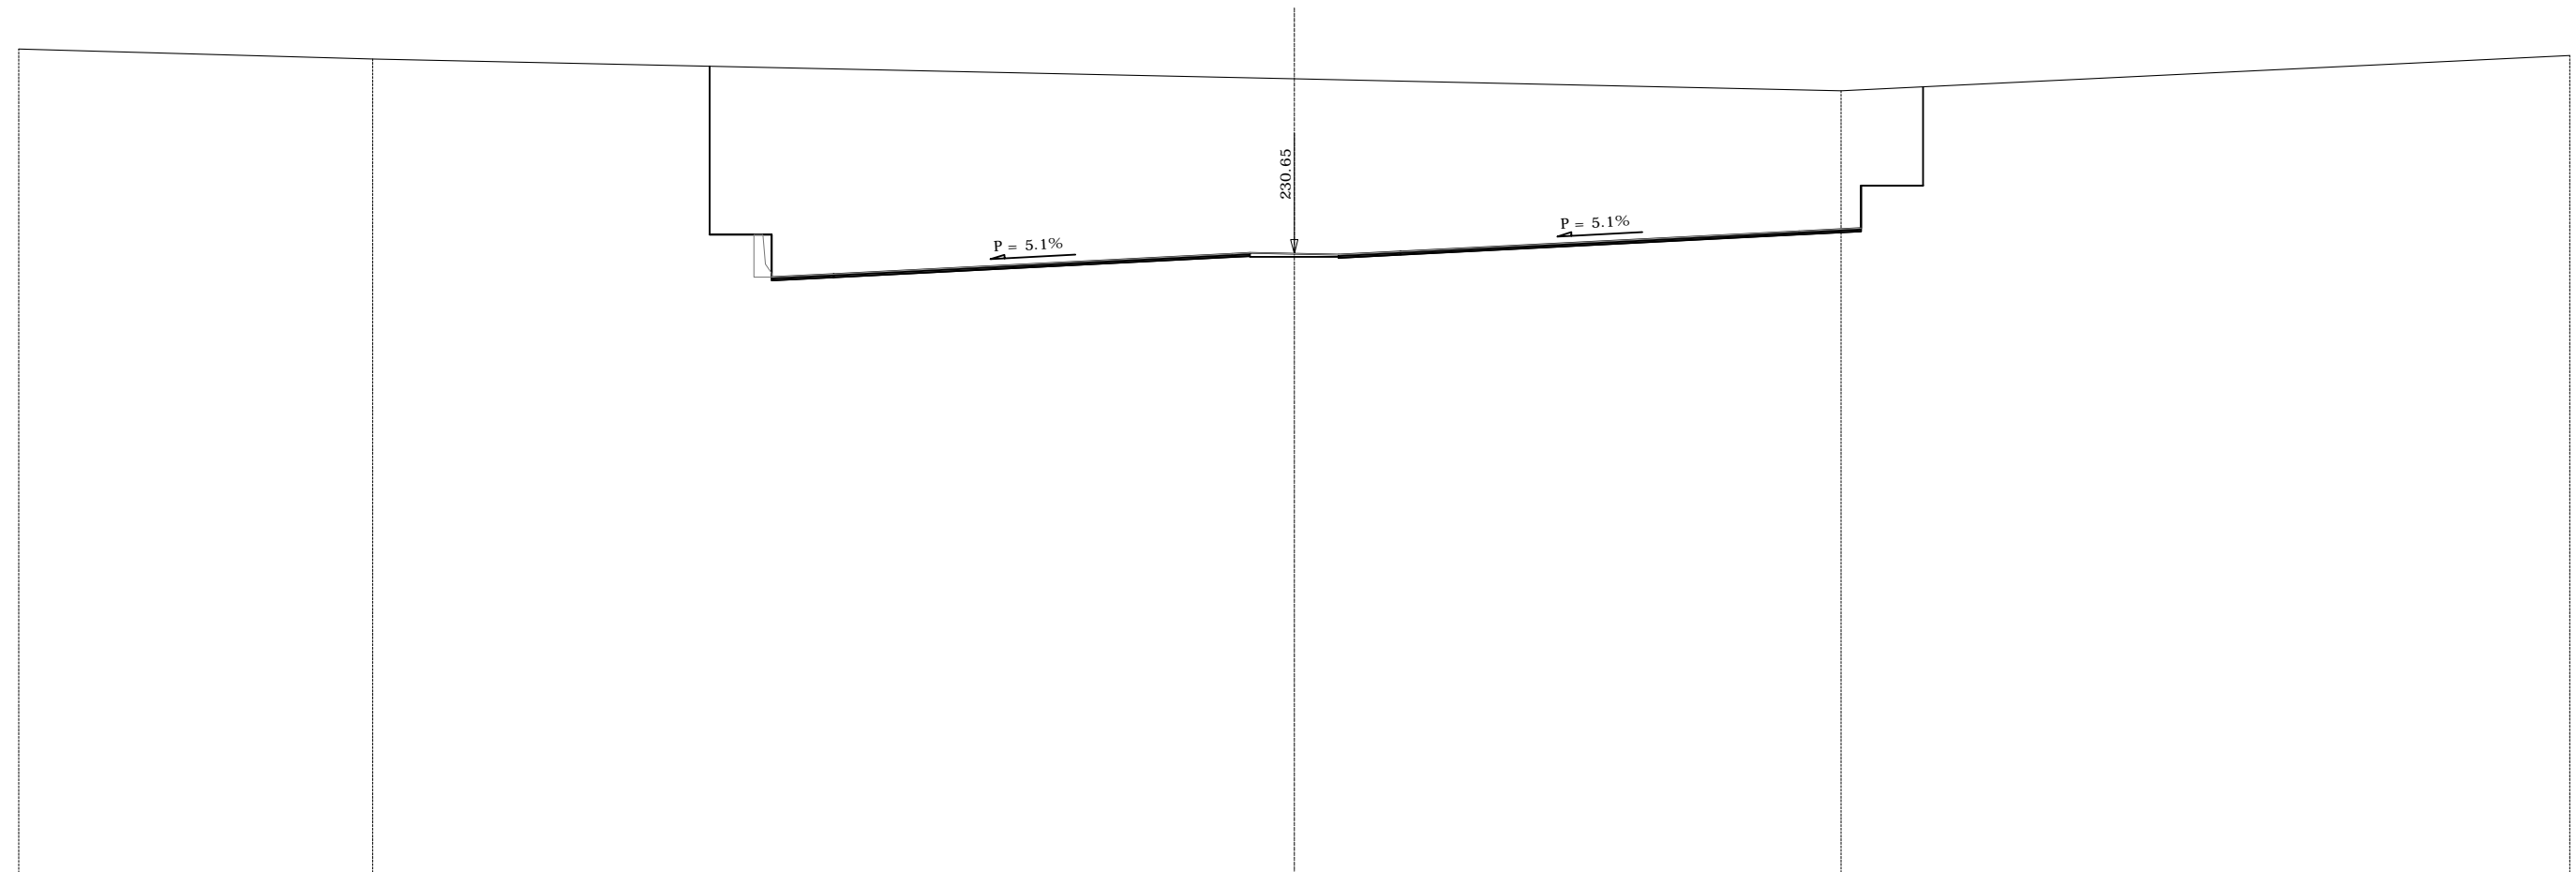 230.65
P = 5.1%
P = 5.1%